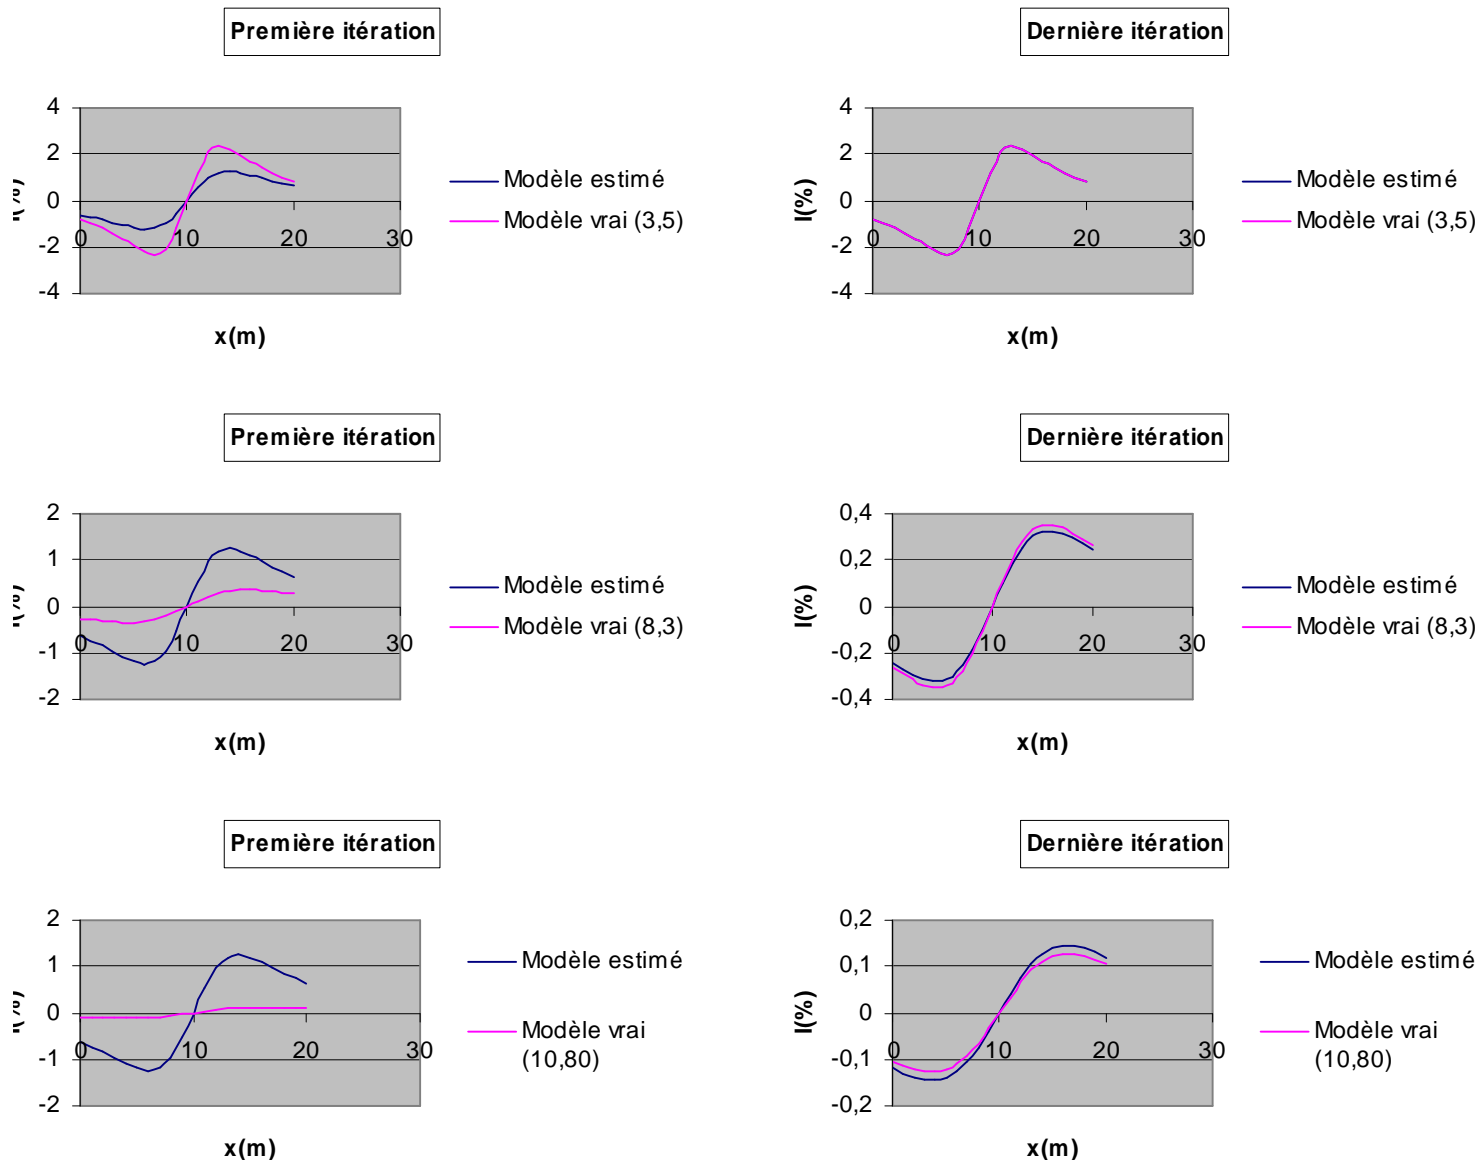 Première itération
Dernière itération
4
2
0
-2
-4
0
10
20
30
I(%)
x(m)
Modèle estimé
Modèle vrai (3,5)
4
2
0
-2
-4
0
10
20
30
I(%)
x(m)
Modèle estimé
Modèle vrai (3,5)
Première itération
Dernière itération
2
1
0
-1
-2
0
10
20
30
I(%)
x(m)
Modèle estimé
Modèle vrai (8,3)
0,4
0,2
0
-0,2
-0,4
0
10
20
30
I(%)
x(m)
Modèle estimé
Modèle vrai (8,3)
Première itération
Dernière itération
2
1
0
-1
-2
0
10
20
30
I(%)
x(m)
Modèle estimé
Modèle vrai
(10,80)
0,2
0,1
0
-0,1
-0,2
0
10
20
30
I(%)
x(m)
Modèle estimé
Modèle vrai
(10,80)